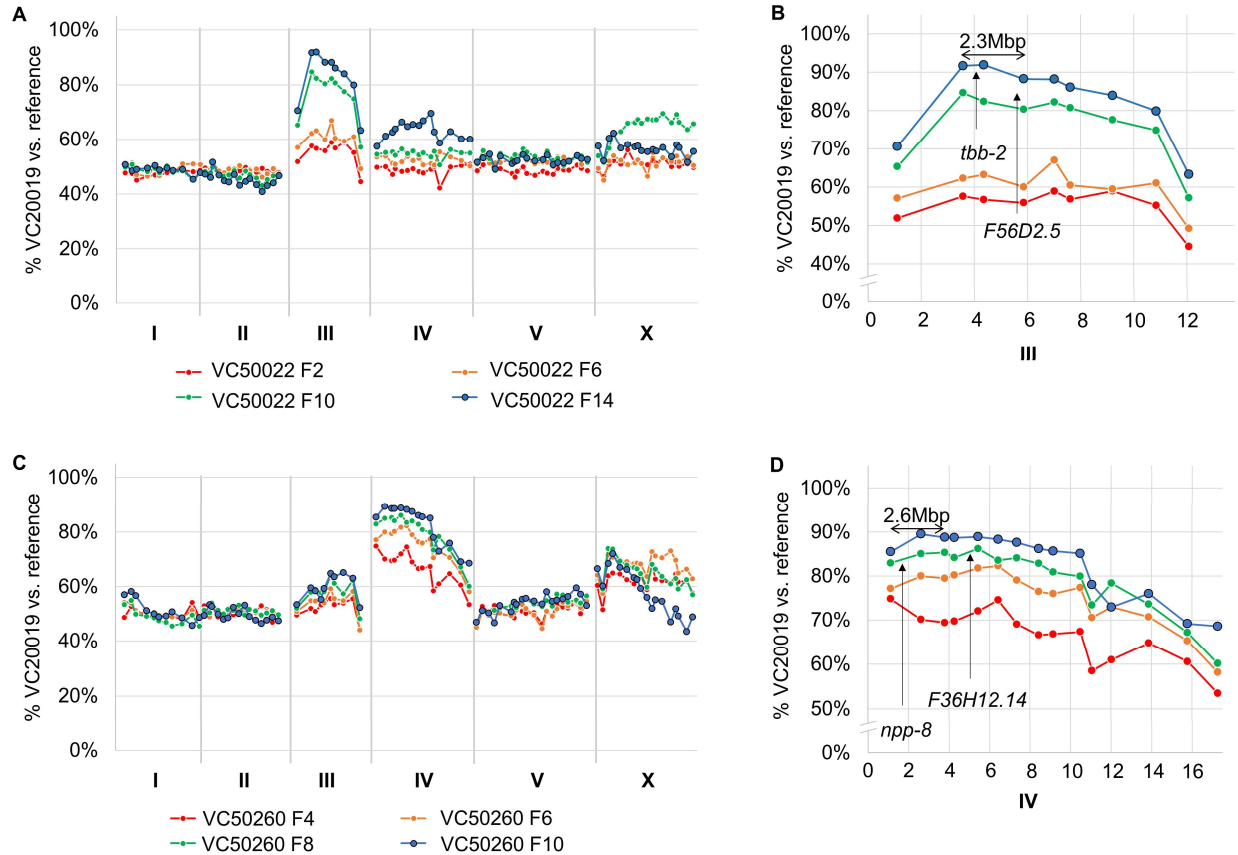 A
% VC20019 vs. reference
100%
80%
60%
40%
20%
0%
I II III IV V X
VC50022 F2 VC50022 F6
VC50022 F10 VC50022 F14
B
% VC20019 vs. reference
100%
90%
80%
70%
60%
50%
40%
0%
2.3Mbp
tbb-2
F56D2.5
0 2 4 6 8 10 12
III
C
% VC20019 vs. reference
100%
80%
60%
40%
20%
0%
I II III IV V X
VC50260 F4 VC50260 F6
VC50260 F8 VC50260 F10
D
% VC20019 vs. reference
100%
90%
80%
70%
60%
50%
0%
2.6Mbp
F36H12.14
npp-8
0 2 4 6 8 10 12 14 16
IV